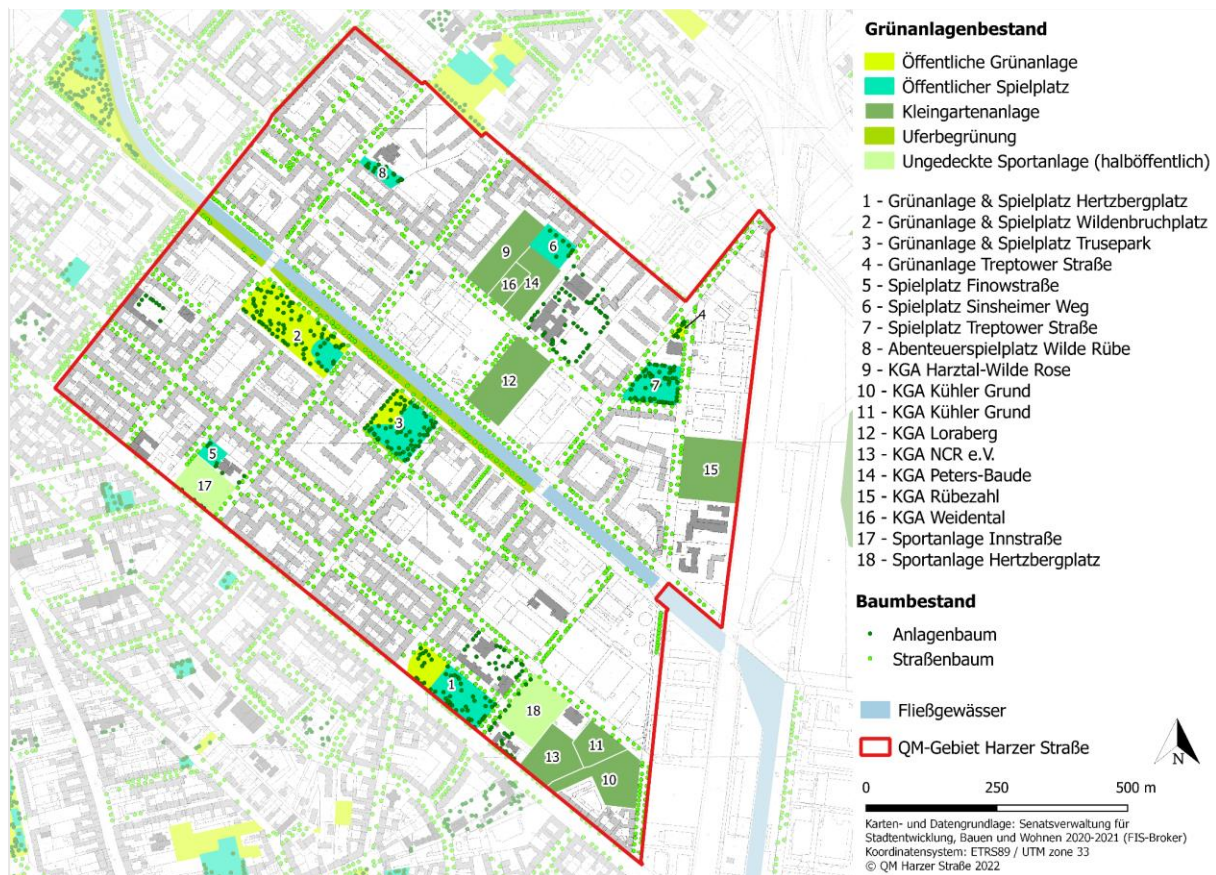 8
6
9
14
16
4
2
7
12
3
15
5
17
1
18
11
13
10
Grünanlagenbestand
Öffentliche Grünanlage
Öffentlicher Spielplatz
Kleingartenanlage
Uferbegrünung
Ungedeckte Sportanlage (halböffentlich)
1 - Grünanlage & Spielplatz Hertzbergplatz
2 - Grünanlage & Spielplatz Wildenbruchplatz
3 - Grünanlage & Spielplatz Trusepark
4 - Grünanlage Treptower Straße
5 - Spielplatz Finowstraße
6 - Spielplatz Sinsheimer Weg
7 - Spielplatz Treptower Straße
8 - Abenteuerspielplatz Wilde Rübe
9 - KGA Harztal-Wilde Rose
10 - KGA Kühler Grund
11 - KGA Kühler Grund
12 - KGA Loraberg
13 - KGA NCR e.V.
14 - KGA Peters-Baude
15 - KGA Rübezahl
16 - KGA Weidental
17 - Sportanlage Innstraße
18 - Sportanlage Hertzbergplatz
Baumbestand
Anlagenbaum
Straßenbaum
Fließgewässer
QM-Gebiet Harzer Straße
N
0 250 500 m
Karten- und Datengrundlage: Senatsverwaltung für
Stadtentwicklung, Bauen und Wohnen 2020-2021 (FIS-Broker)
Koordinatensystem: ETRS89 / UTM zone 33
© QM Harzer Straße 2022